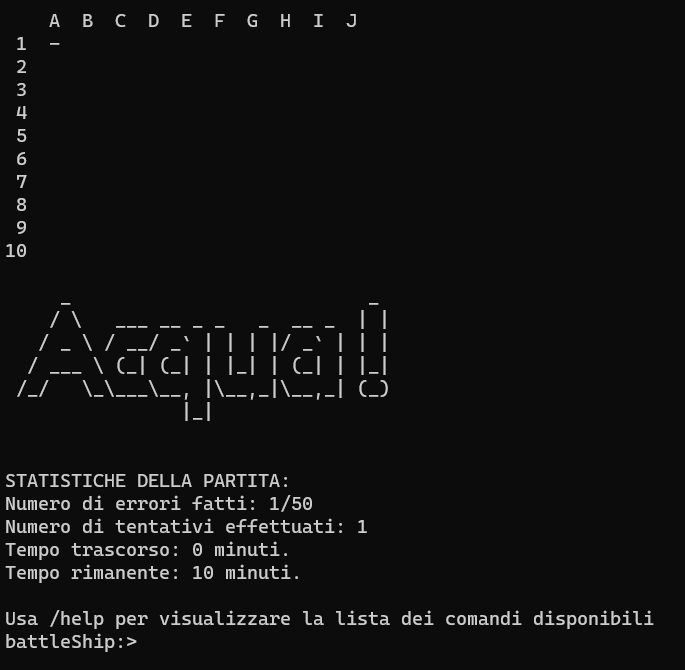 A B C D E F G H I J
1 –
2
3
4
5
6
7
8
9
10
Acqua!
STATISTICHE DELLA PARTITA:
Numero di errori fatti: 1/50
Numero di tentativi effettuati: 1
Tempo trascorso: 0 minuti.
Tempo rimanente: 10 minuti.
Usa /help per visualizzare la lista dei comandi disponibili
battleShip:>